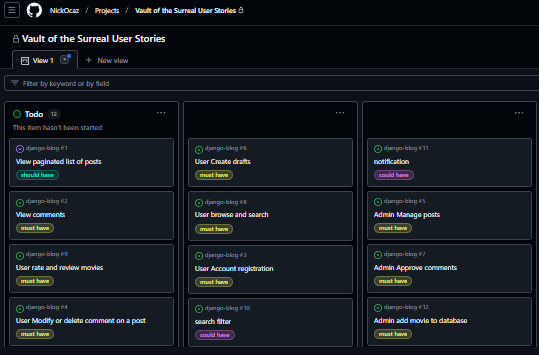 NickOcaz / Projects / Vault of the Surreal User Stories
Vault of the Surreal User Stories
View 1
New view
Filter by keyword or by field
Todo 12
This item hasn't been started
django-blog #1
View paginated list of posts
should have
django-blog #2
View comments
must have
django-blog #9
User rate and review movies
must have
django-blog #4
User Modify or delete comment on a post
must have
django-blog #6
User Create drafts
must have
django-blog #8
User browse and search
must have
django-blog #3
User Account registration
must have
django-blog #10
search filter
could have
django-blog #11
notification
could have
django-blog #5
Admin Manage posts
must have
django-blog #7
Admin Approve comments
must have
django-blog #12
Admin add movie to database
must have